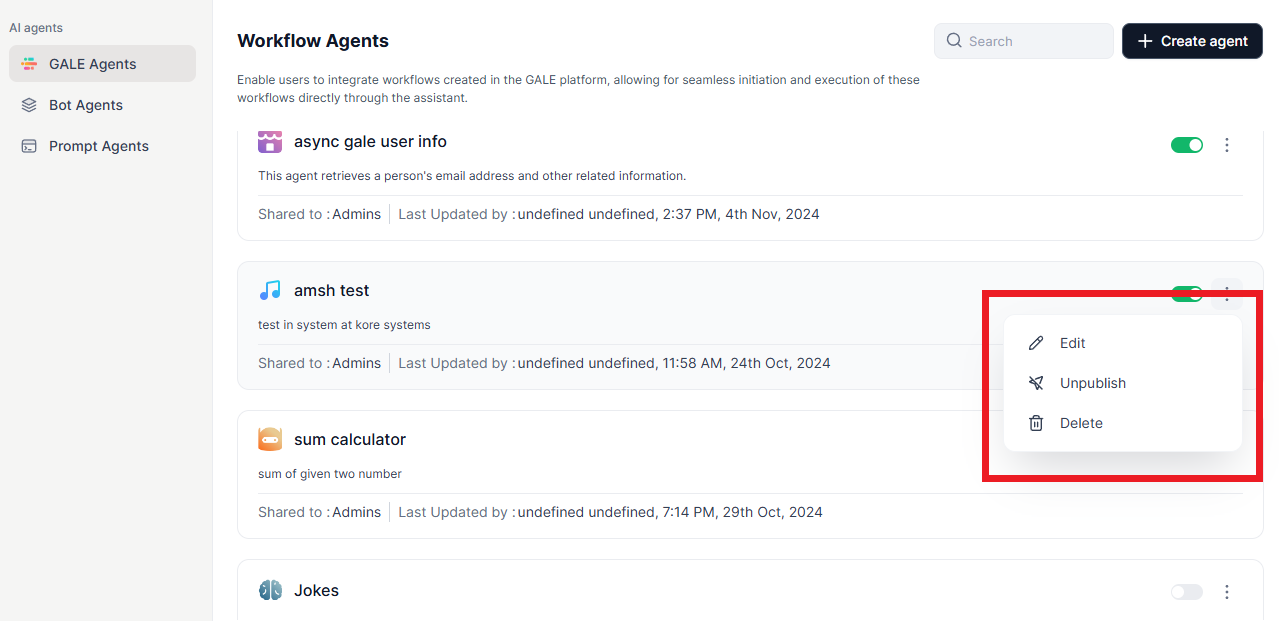 AI agents
GALE Agents
Bot Agents
Prompt Agents
Workflow Agents
Search
Create agent
Enable users to integrate workflows created in the GALE platform, allowing for seamless initiation and execution of these
workflows directly through the assistant.
async gale user info
This agent retrieves a person's email address and other related information.
Shared to : Admins Last Updated by : undefined undefined, 2:37 PM, 4th Nov, 2024
amsh test
test in system at kore systems
Shared to : Admins Last Updated by : undefined undefined, 11:58 AM, 24th Oct, 2024
Edit
Unpublish
Delete
sum calculator
sum of given two number
Shared to : Admins Last Updated by : undefined undefined, 7:14 PM, 29th Oct, 2024
Jokes